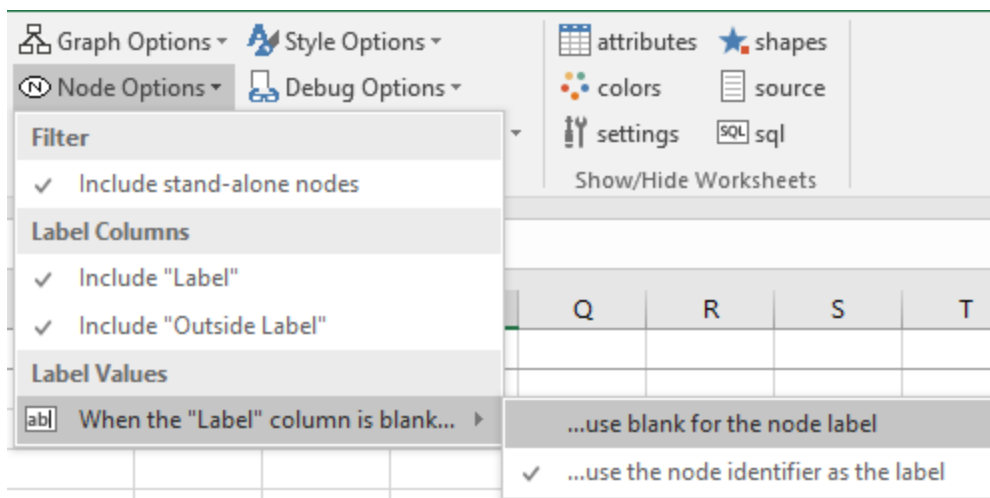 Graph Options
Style Options
attributes
shapes
Node Options
Debug Options
colors
source
Filter
settings
SQL sql
Include stand-alone nodes
Show/Hide Worksheets
Label Columns
Include "Label"
Include "Outside Label"
Q R S T
Label Values
ab When the "Label" column is blank...
...use blank for the node label
...use the node identifier as the label